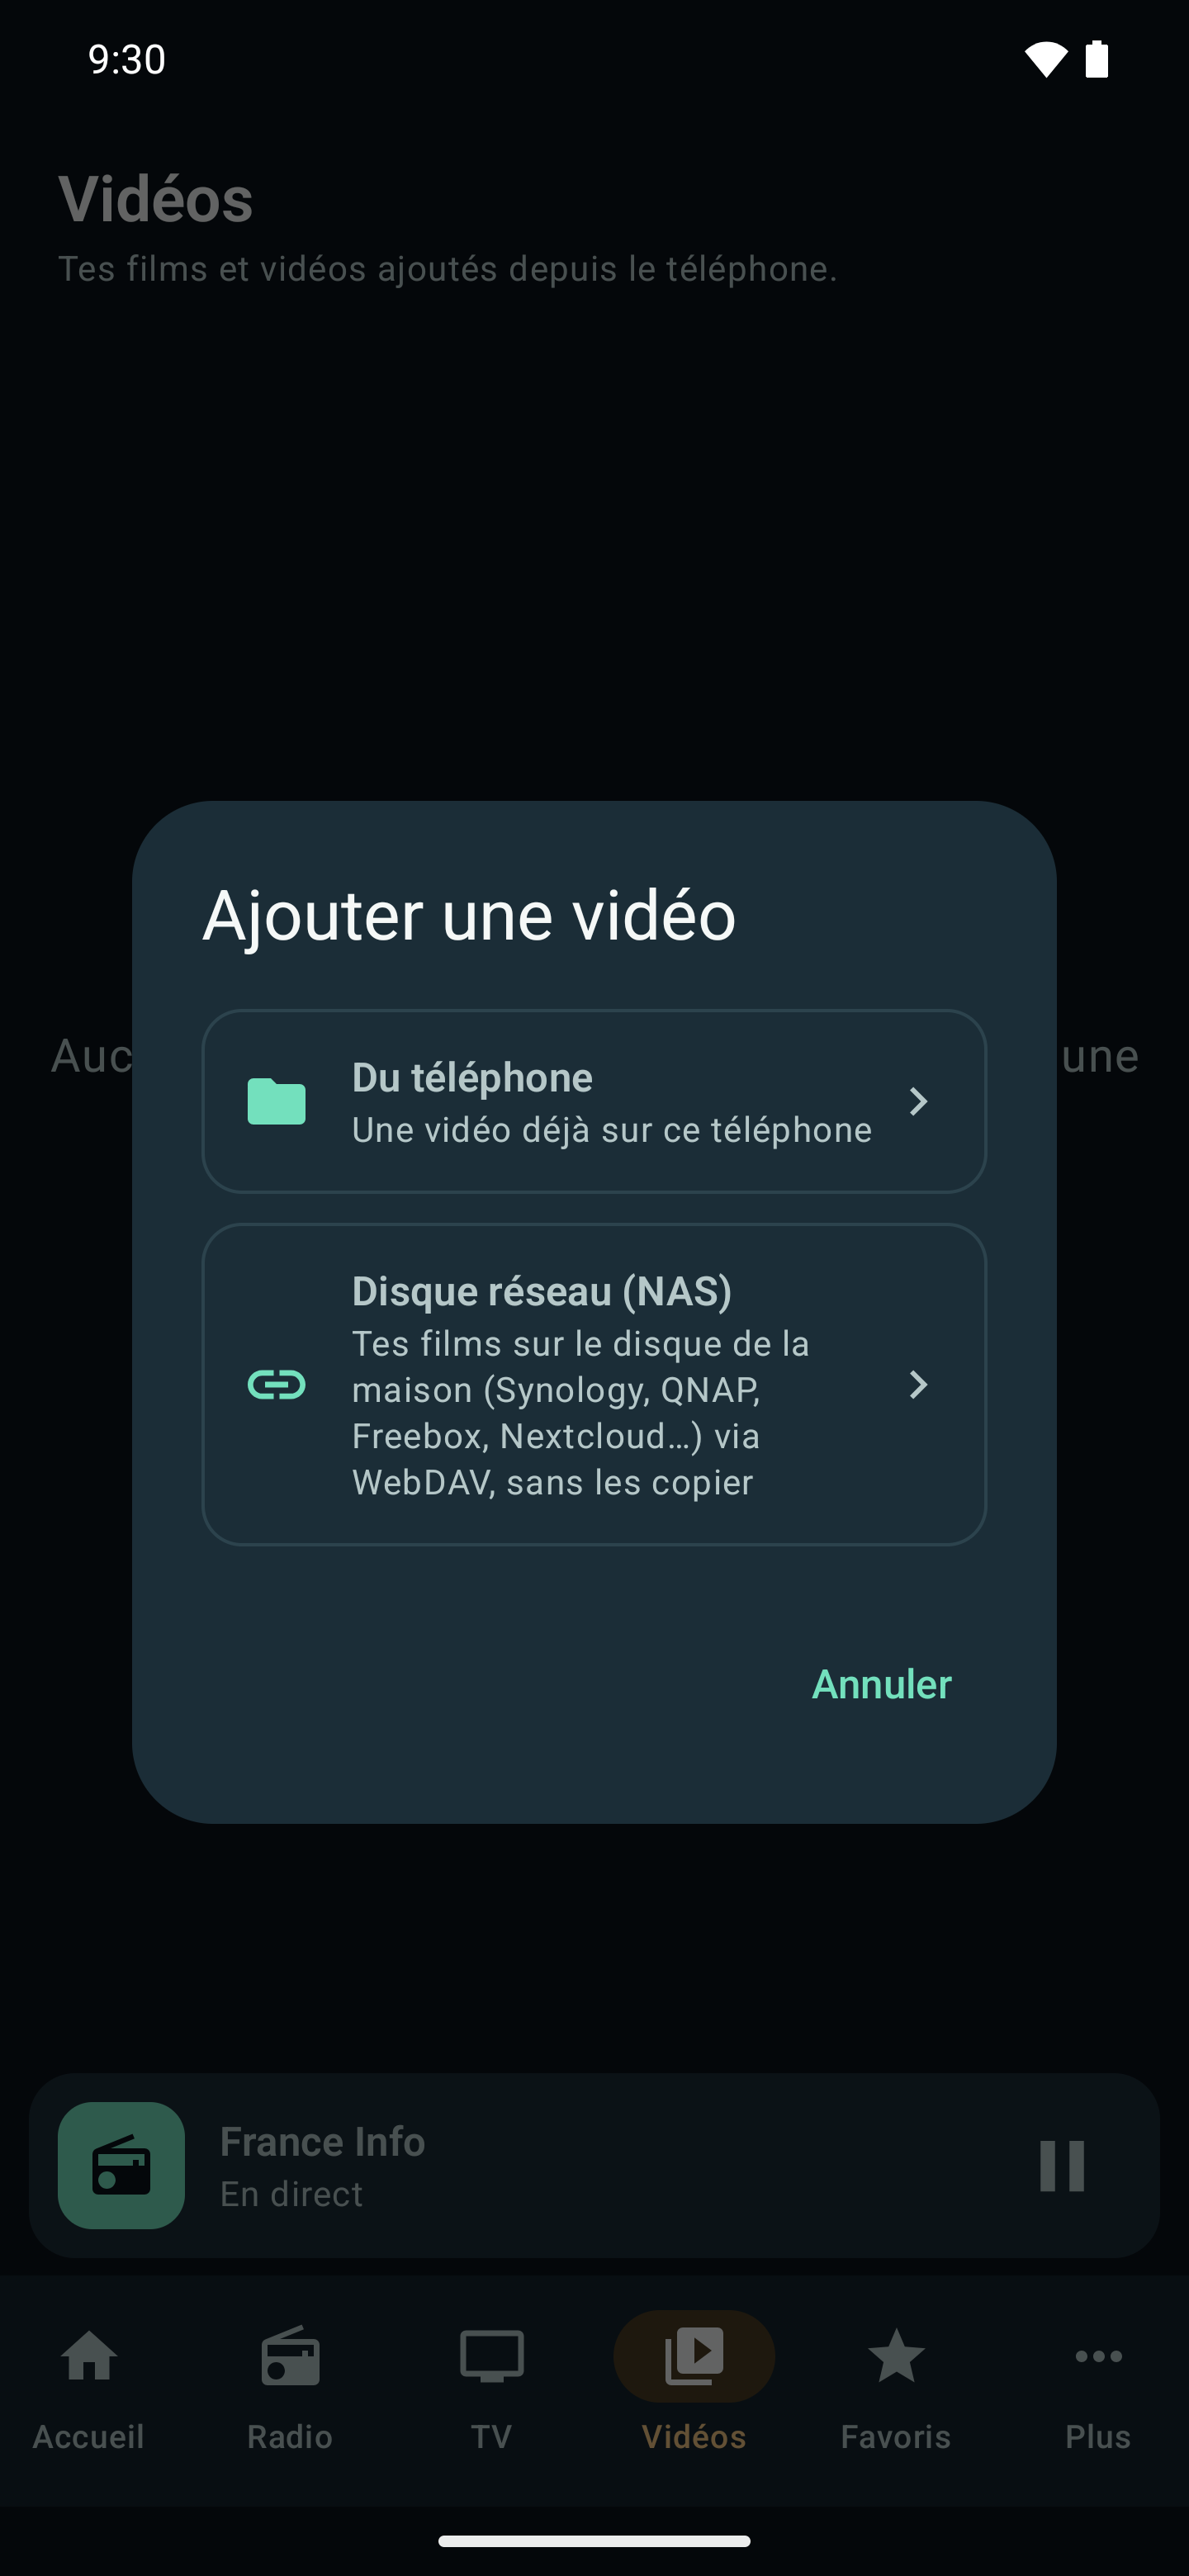 9:30
Vidéos
Tes films et vidéos ajoutés depuis le téléphone.
Ajouter une vidéo
Auc
une
Du téléphone
Une vidéo déjà sur ce téléphone
Disque réseau (NAS)
Tes films sur le disque de la
maison (Synology, QNAP,
Freebox, Nextcloud…) via
WebDAV, sans les copier
Annuler
France Info
En direct
Accueil
Radio
TV
Vidéos
Favoris
Plus